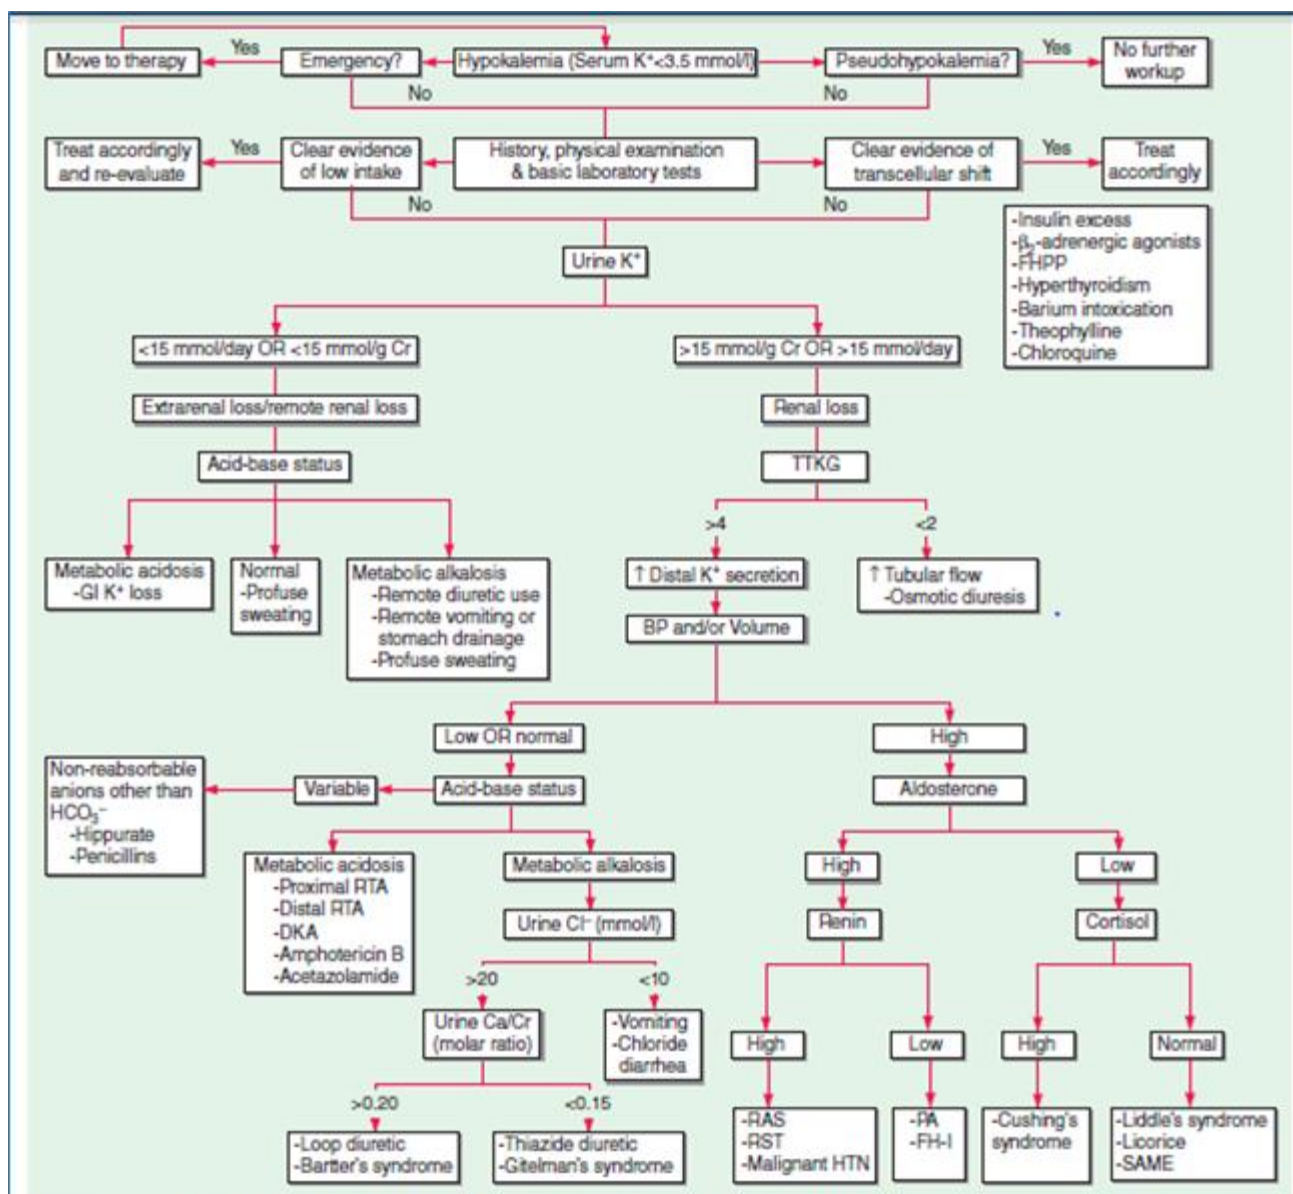 Move to therapy
Yes
Emergency?
Hypokalemia (Serum K⁺<3.5 mmol/l)
Pseudohypokalemia?
Yes
No further
workup
No
No
Treat accordingly
and re-evaluate
Yes
Clear evidence
of low intake
History, physical examination
& basic laboratory tests
Clear evidence of
transcellular shift
Yes
Treat
accordingly
No
No
-Insulin excess
-β₂-adrenergic agonists
-FHPP
-Hyperthyroidism
-Barium intoxication
-Theophylline
-Chloroquine
Urine K⁺
<15 mmol/day OR <15 mmol/g Cr
>15 mmol/g Cr OR >15 mmol/day
Extrarenal loss/remote renal loss
Renal loss
Acid-base status
TTKG
>4
<2
Metabolic acidosis
-GI K⁺ loss
Normal
-Profuse
sweating
Metabolic alkalosis
-Remote diuretic use
-Remote vomiting or
stomach drainage
-Profuse sweating
↑ Distal K⁺ secretion
↑ Tubular flow
-Osmotic diuresis
BP and/or Volume
Low OR normal
High
Non-reabsorbable
anions other than
HCO₃⁻
-Hippurate
-Penicillins
Variable
Acid-base status
Aldosterone
Metabolic acidosis
-Proximal RTA
-Distal RTA
-DKA
-Amphotericin B
-Acetazolamide
Metabolic alkalosis
High
Low
Urine Cl⁻ (mmol/l)
Renin
Cortisol
>20
<10
Urine Ca/Cr
(molar ratio)
-Vomiting
-Chloride
diarrhea
High
Low
High
Normal
>0.20
<0.15
-Loop diuretic
-Bartter's syndrome
-Thiazide diuretic
-Gitelman's syndrome
-RAS
-RST
-Malignant HTN
-PA
-FH-I
-Cushing's
syndrome
-Liddle's syndrome
-Licorice
-SAME